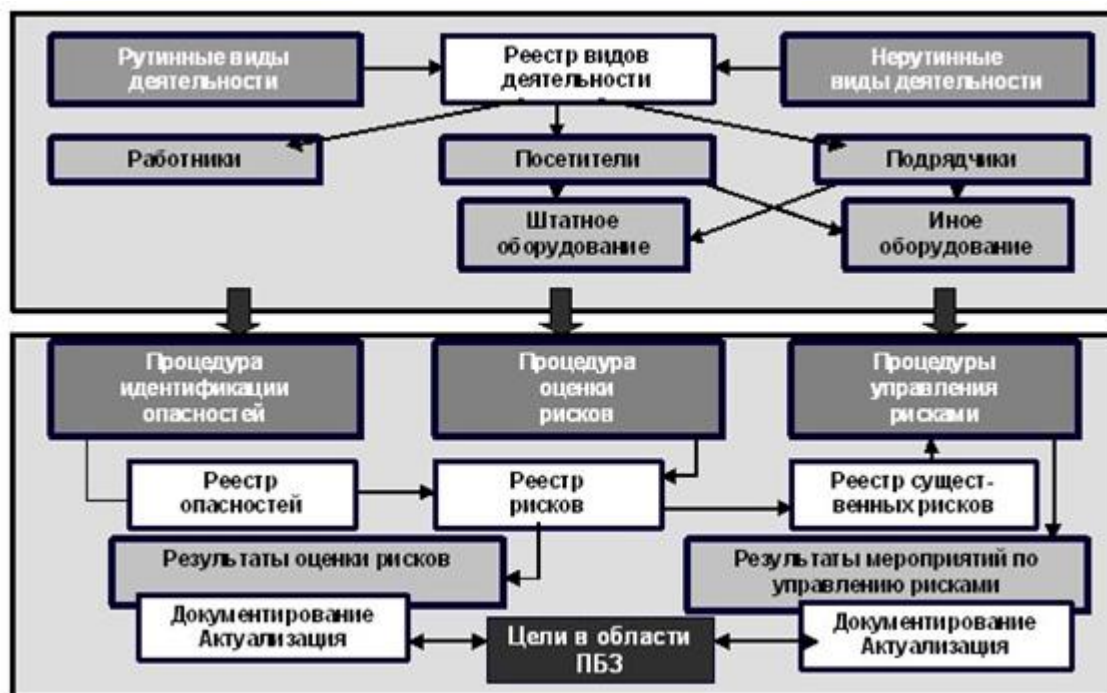 Рутинные виды
деятельности
Реестр видов
деятельности
Нерутинные
виды деятельности
Работники
Посетители
Подрядчики
Штатное
оборудование
Иное
оборудование
Процедура
идентификации
опасностей
Процедура
оценки
рисков
Процедуры
управления
рисками
Реестр
опасностей
Реестр
рисков
Реестр сущест-
венных рисков
Результаты оценки рисков
Результаты мероприятий по
управлению рисками
Документирование
Актуализация
Цели в области
ПБЗ
Документирование
Актуализация